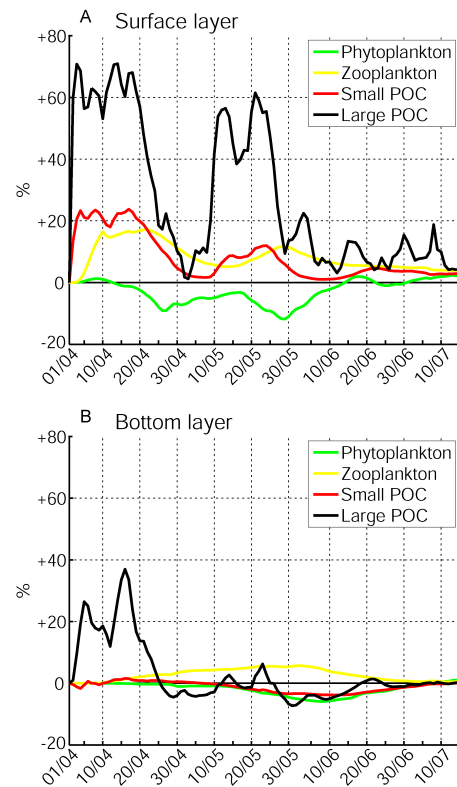 A Surface layer
+80
+60
+40
+20
0
-20
%
Phytoplankton
Zooplankton
Small POC
Large POC
01/04 10/04 20/04 30/04 10/05 20/05 30/05 10/06 20/06 30/06 10/07
B Bottom layer
+80
+60
+40
+20
0
-20
%
Phytoplankton
Zooplankton
Small POC
Large POC
01/04 10/04 20/04 30/04 10/05 20/05 30/05 10/06 20/06 30/06 10/07